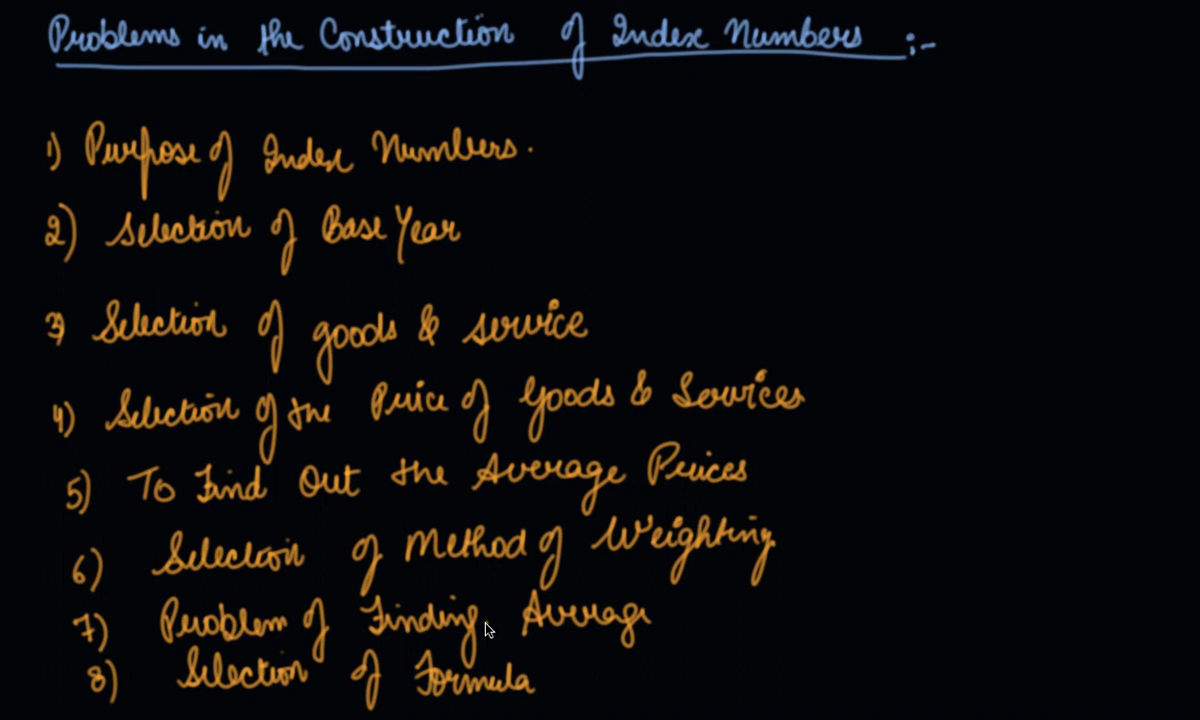 Problems in the Construction of Index Numbers :-
1) Purpose of Index Numbers.
2) Selection of Base Year
3) Selection of goods & service
4) Selection of the Price of Goods & Services
5) To Find Out the Average Prices
6) Selection of Method of Weighting
7) Problem of Finding Average
8) Selection of Formula